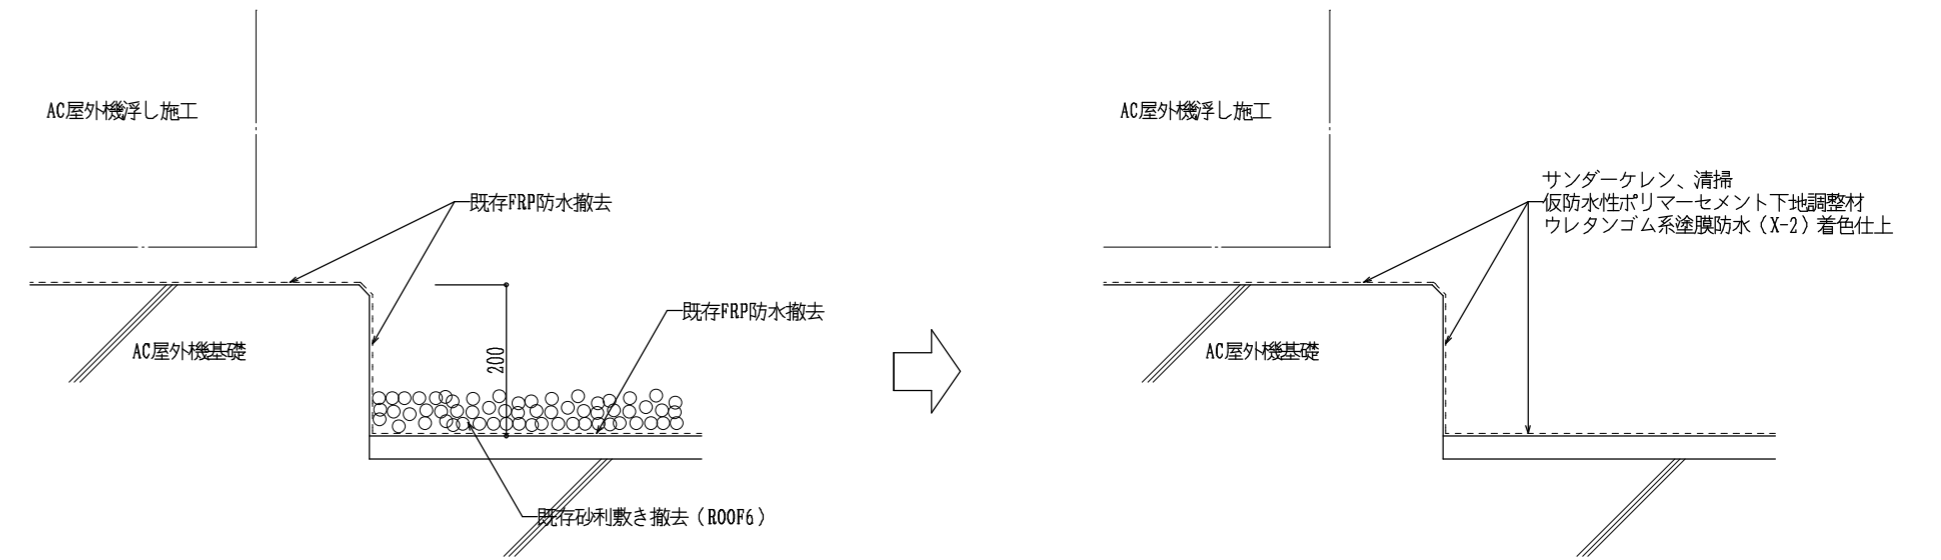 AC屋外機浮し施工
既存FRP防水撤去
既存FRP防水撤去
200
AC屋外機基礎
既存砂利敷き撤去（ROOF6）
AC屋外機浮し施工
サンダーケレン、清掃
仮防水性ポリマーセメント下地調整材
ウレタンゴム系塗膜防水（X-2）着色仕上
AC屋外機基礎